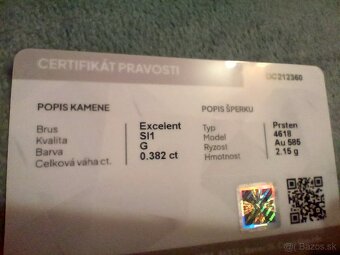 CERTIFIKÁT PRAVOSTI
DC212360
POPIS KAMENE
Brus Excelent
Kvalita SI1
Barva G
Celková váha ct. 0.382 ct
POPIS ŠPERKU
Typ Prsten
Model 4618
Ryzost Au 585
Hmotnost 2.15 g
Bazos.sk